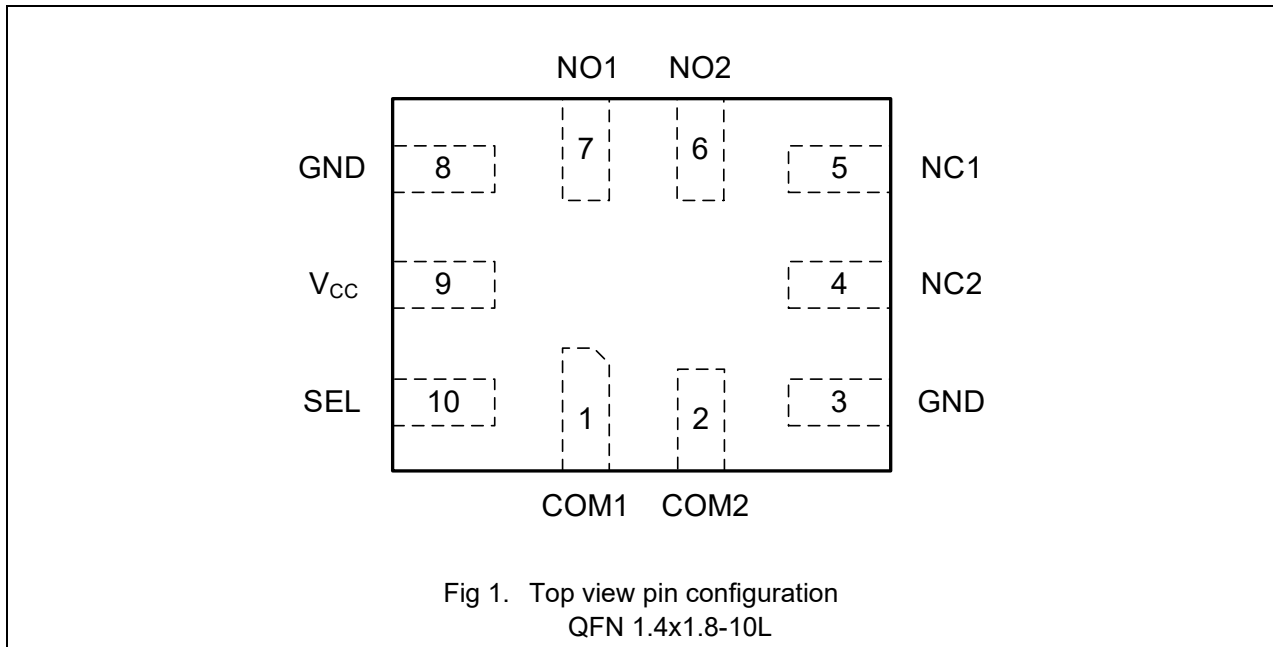 NO1 NO2
7 6
GND 8 5 NC1
VCC 9 4 NC2
SEL 10 3 GND
1 2
COM1 COM2
Fig 1. Top view pin configuration
QFN 1.4x1.8-10L